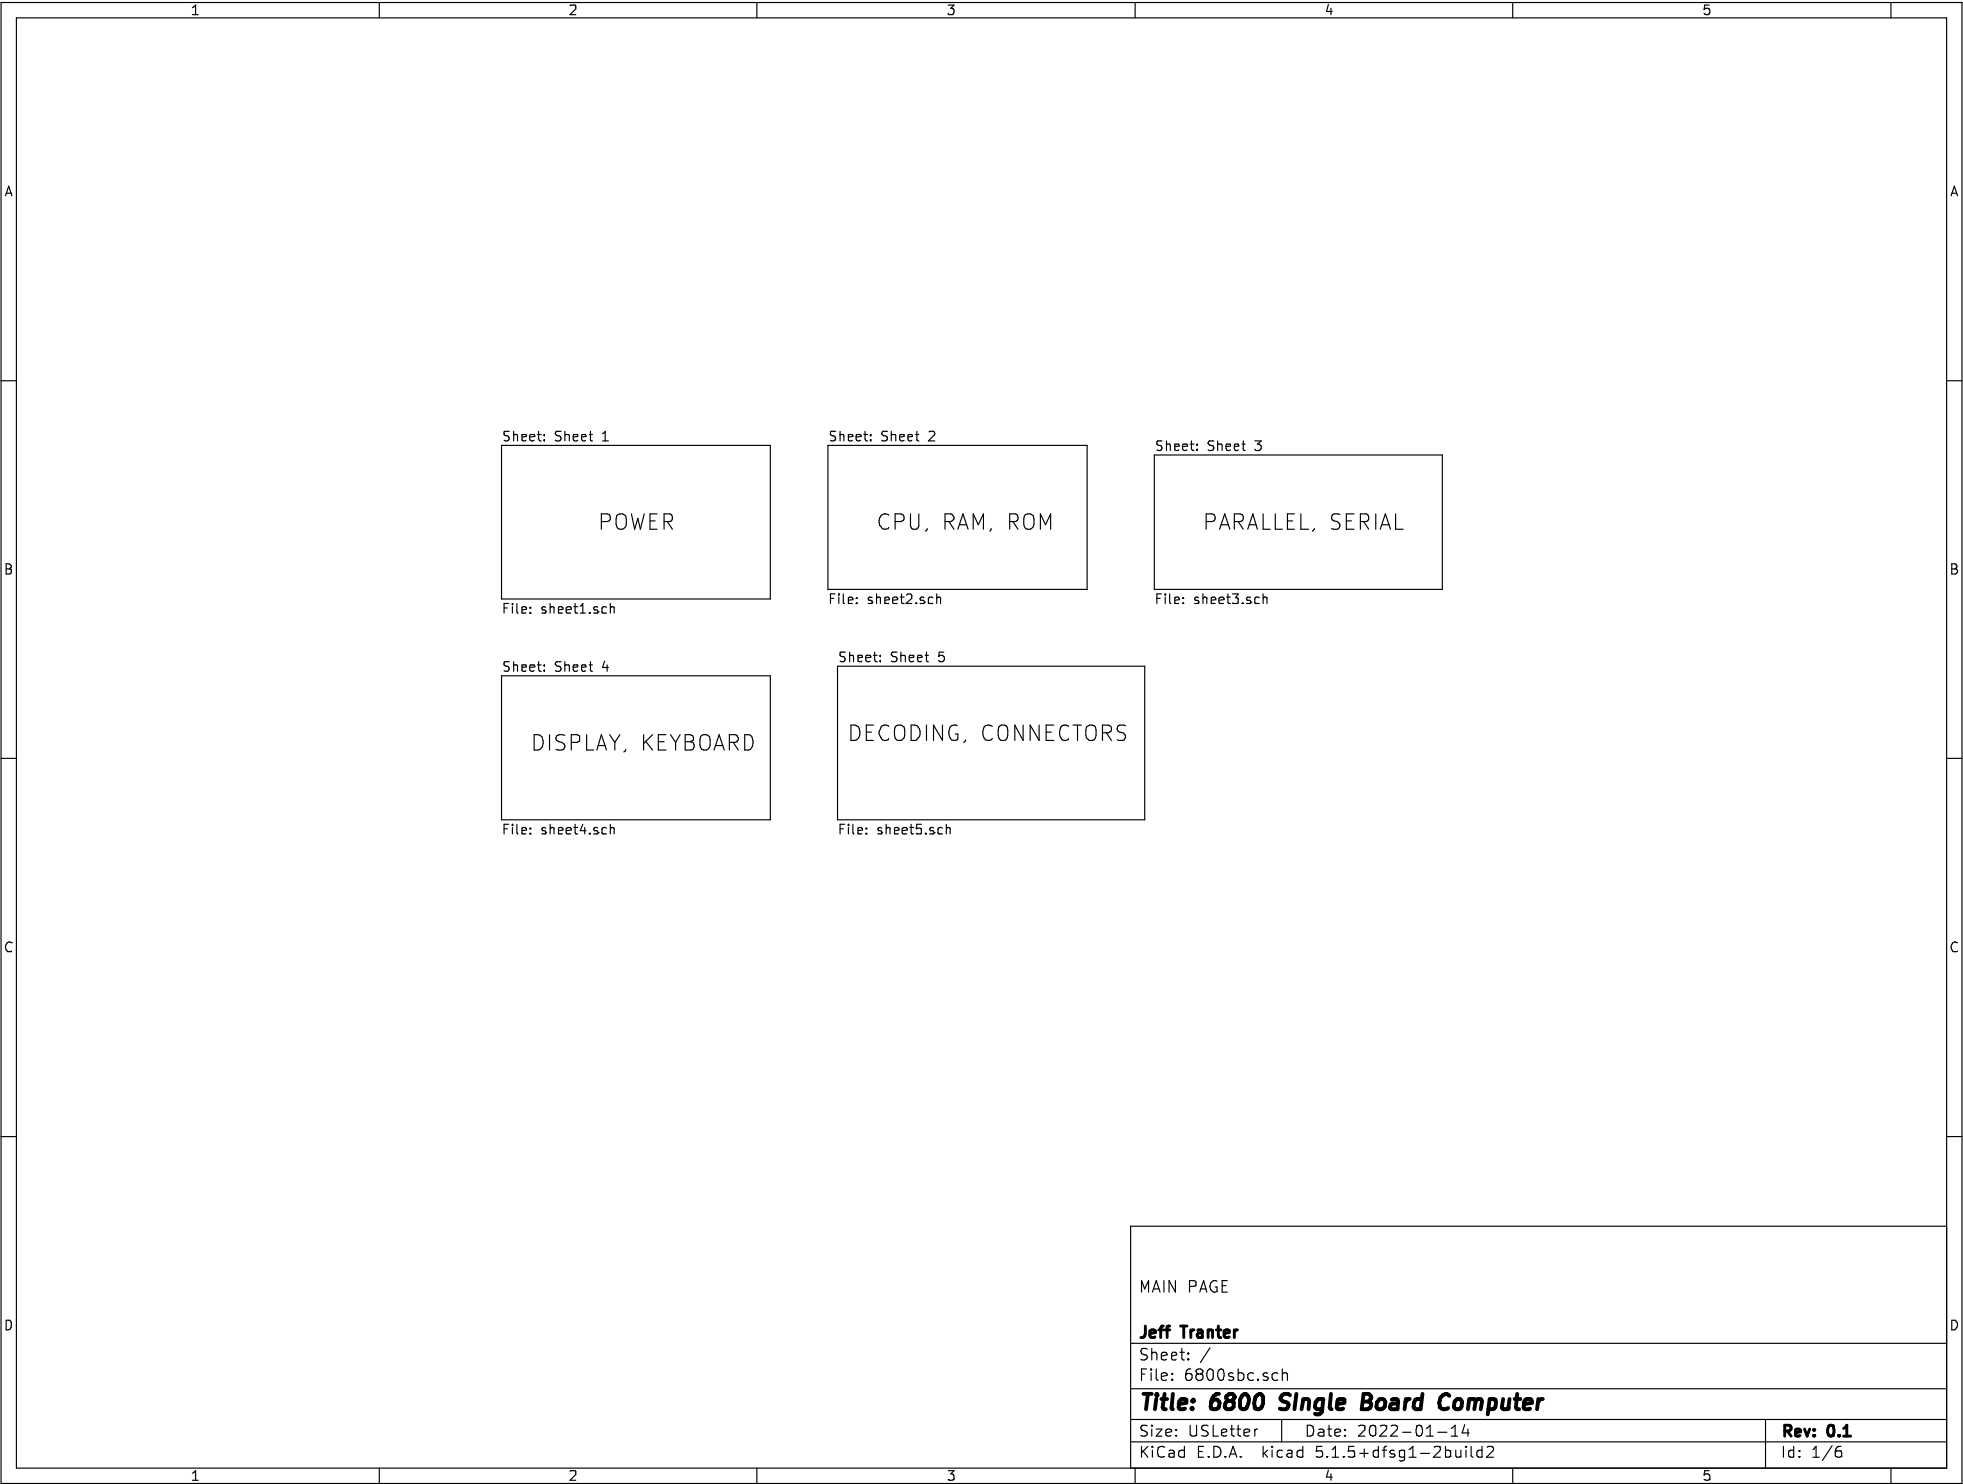 1 2 3 4 5
A A
Sheet: Sheet 1 Sheet: Sheet 2
Sheet: Sheet 3
POWER CPU, RAM, ROM PARALLEL, SERIAL
B B
File: sheet1.sch File: sheet2.sch File: sheet3.sch
Sheet: Sheet 4 Sheet: Sheet 5
DISPLAY, KEYBOARD DECODING, CONNECTORS
File: sheet4.sch File: sheet5.sch
C C
MAIN PAGE
D D
Jeff Tranter
Sheet: /
File: 6800sbc.sch
Title: 6800 SIngle Board Computer
Size: USLetter Date: 2022-01-14 Rev: 0.1
KiCad E.D.A. kicad 5.1.5+dfsg1-2build2 Id: 1/6
1 2 3 4 5